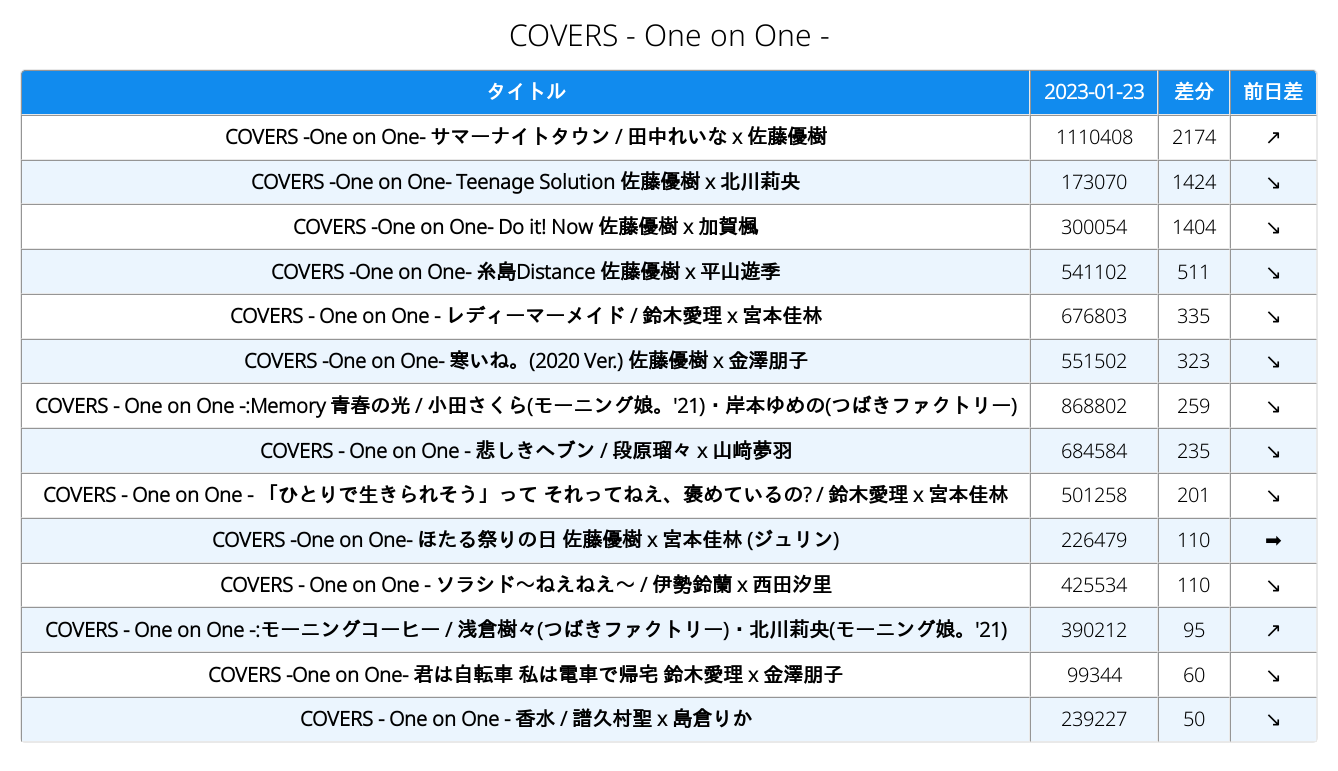 COVERS - One on One -
タイトル 2023-01-23 差分 前日差
COVERS -One on One- サマーナイトタウン / 田中れいな x 佐藤優樹 1110408 2174 ↗
COVERS -One on One- Teenage Solution 佐藤優樹 x 北川莉央 173070 1424 ↘
COVERS -One on One- Do it! Now 佐藤優樹 x 加賀楓 300054 1404 ↘
COVERS -One on One- 糸島Distance 佐藤優樹 x 平山遊季 541102 511 ↘
COVERS - One on One - レディーマーメイド / 鈴木愛理 x 宮本佳林 676803 335 ↘
COVERS -One on One- 寒いね。(2020 Ver.) 佐藤優樹 x 金澤朋子 551502 323 ↘
COVERS - One on One -:Memory 青春の光 / 小田さくら(モーニング娘。'21)・岸本ゆめの(つばきファクトリー) 868802 259 ↘
COVERS - One on One - 悲しきヘブン / 段原瑠々 x 山﨑夢羽 684584 235 ↘
COVERS - One on One - 「ひとりで生きられそう」って それってねえ、褒めているの? / 鈴木愛理 x 宮本佳林 501258 201 ↘
COVERS -One on One- ほたる祭りの日 佐藤優樹 x 宮本佳林 (ジュリン) 226479 110 ➡
COVERS - One on One - ソラシド～ねえねえ～ / 伊勢鈴蘭 x 西田汐里 425534 110 ↘
COVERS - One on One -:モーニングコーヒー / 浅倉樹々(つばきファクトリー)・北川莉央(モーニング娘。'21) 390212 95 ↗
COVERS -One on One- 君は自転車 私は電車で帰宅 鈴木愛理 x 金澤朋子 99344 60 ↘
COVERS - One on One - 香水 / 譜久村聖 x 島倉りか 239227 50 ↘